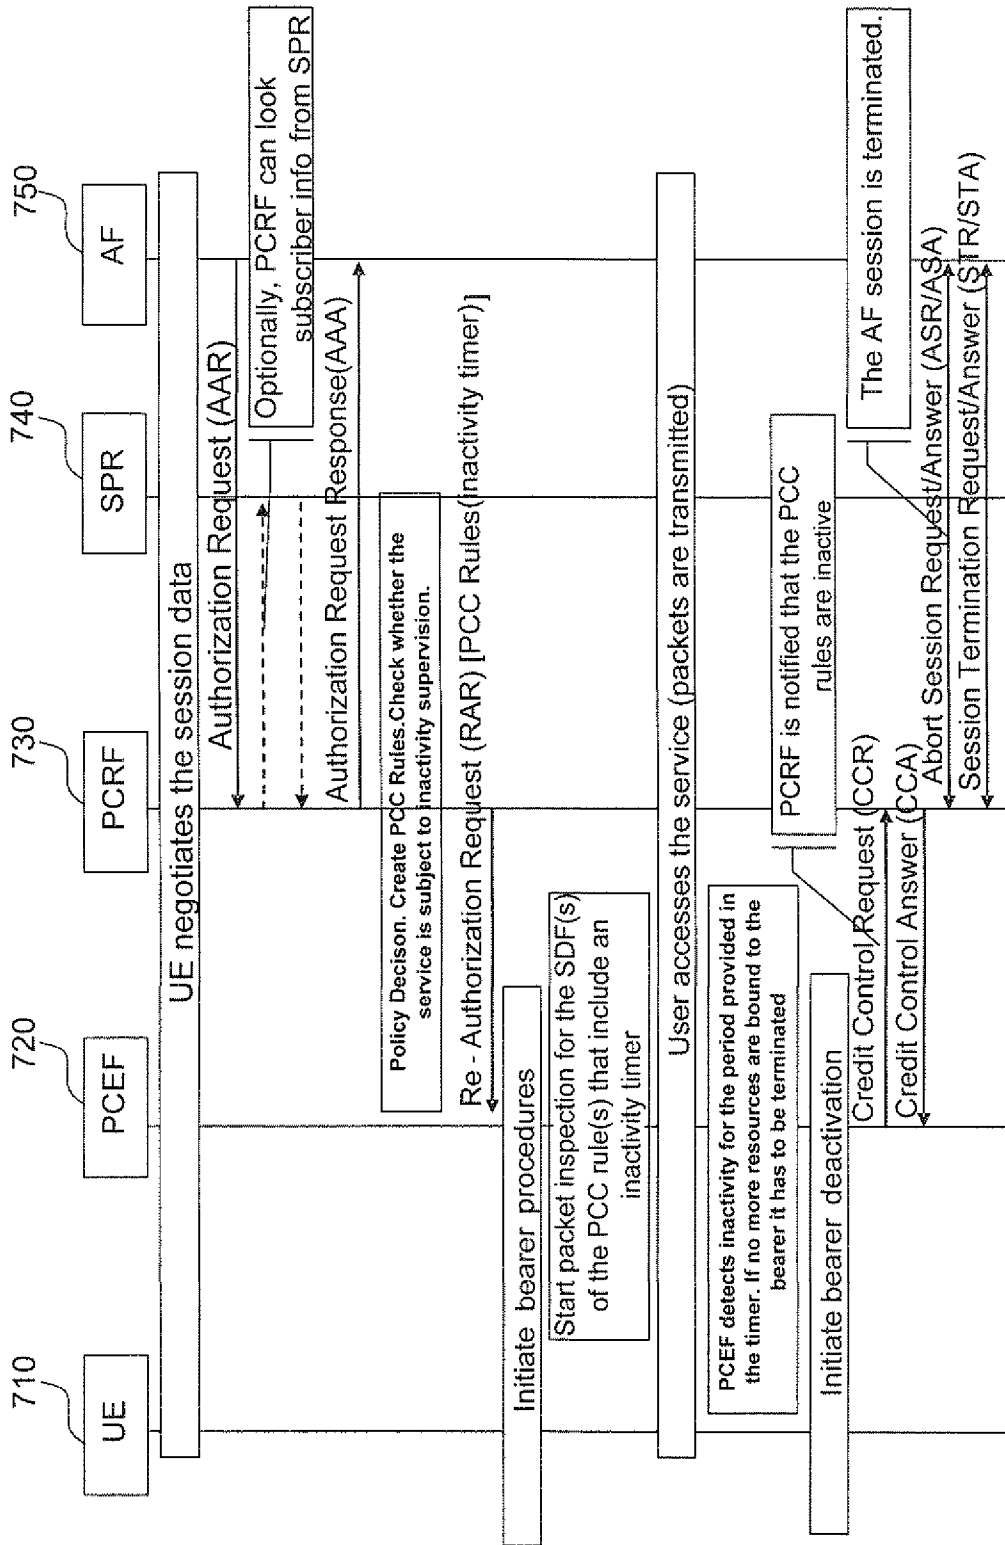 710
720
730
740
750
UE
PCEF
PCRF
SPR
AF
UE negotiates the session data
Authorization Request (AAR)
Optionally, PCRF can look
subscriber info from SPR
Authorization Request Response(AAA)
Policy Decison. Create PCC Rules.Check whether the
service is subject to inactivity supervision.
Re - Authorization Request (RAR) [PCC Rules(inactivity timer)]
Initiate bearer procedures
Start packet inspection for the SDF(s)
of the PCC rule(s) that include an
inactivity timer
User accesses the service (packets are transmitted)
PCEF detects inactivity for the period provided in
the timer. If no more resources are bound to the
bearer it has to be terminated
PCRF is notified that the PCC
rules are inactive
Initiate bearer deactivation
The AF session is terminated.
Credit Control Request (CCR)
Credit Control Answer (CCA)
Abort Session Request/Answer (ASR/ASA)
Session Termination Request/Answer (STR/STA)